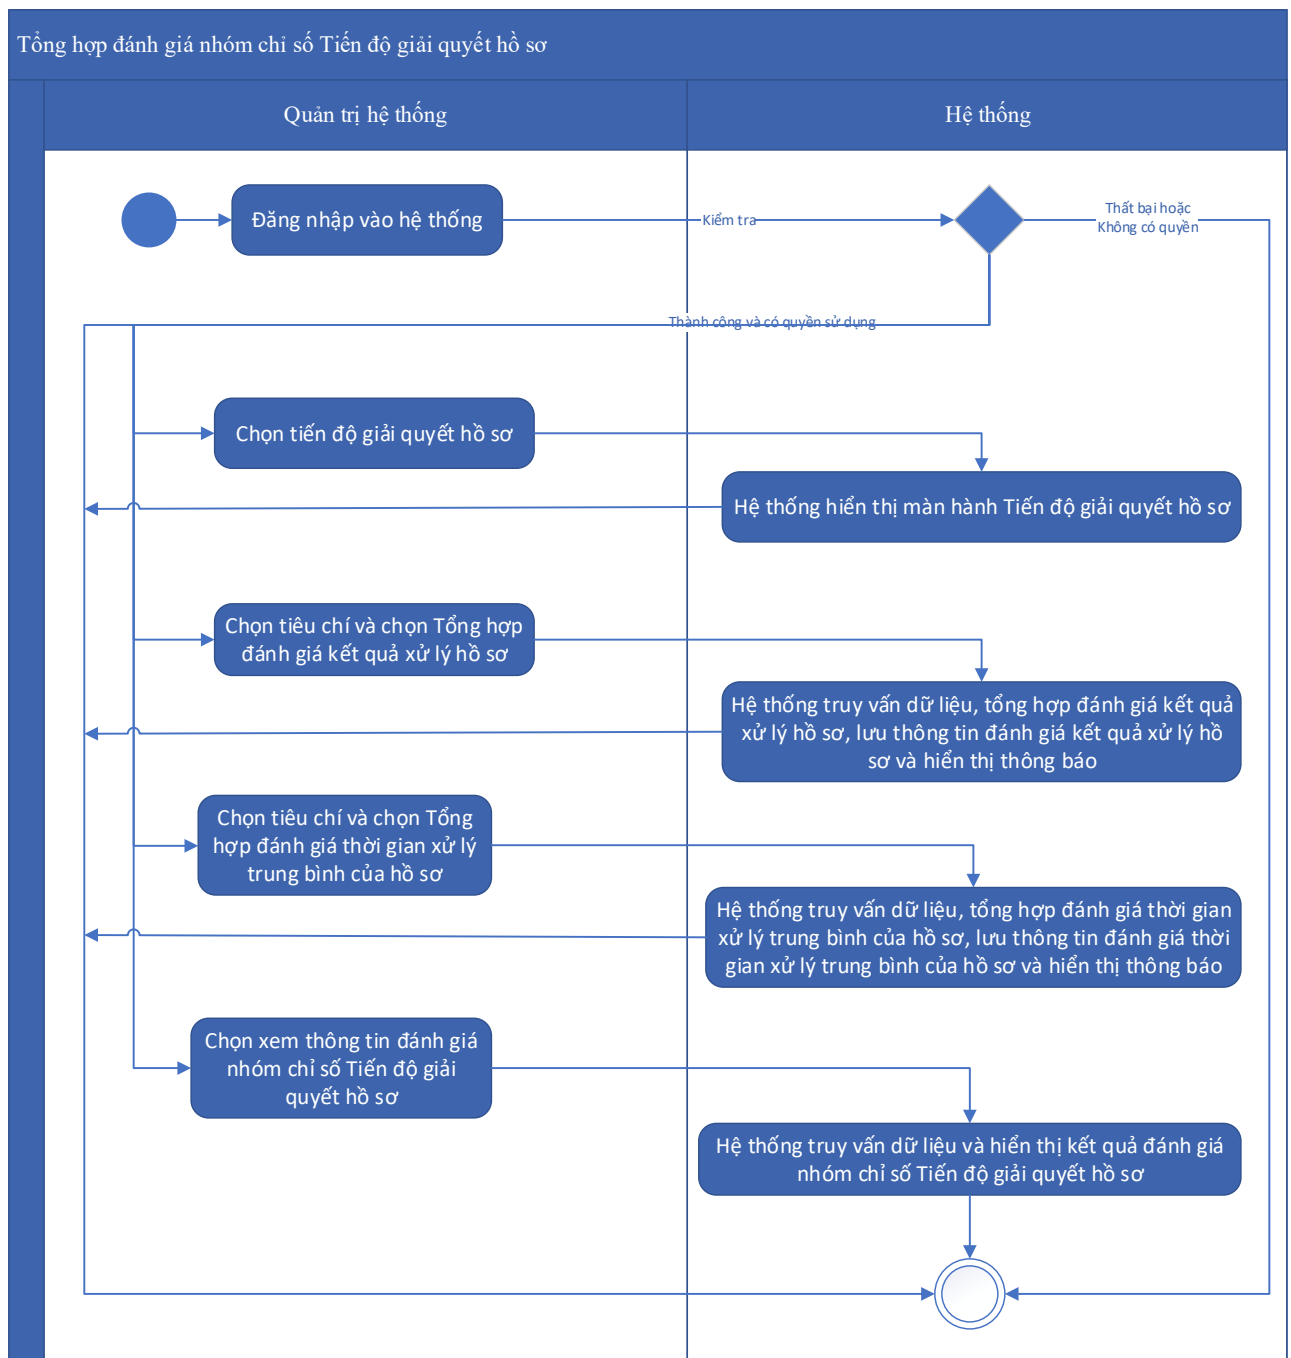 Tổng hợp đánh giá nhóm chỉ số Tiến độ giải quyết hồ sơ
Quản trị hệ thống
Hệ thống
Đăng nhập vào hệ thống
Kiểm tra
Thất bại hoặc
Không có quyền
Thành công và có quyền sử dụng
Chọn tiến độ giải quyết hồ sơ
Hệ thống hiển thị màn hành Tiến độ giải quyết hồ sơ
Chọn tiêu chí và chọn Tổng hợp
đánh giá kết quả xử lý hồ sơ
Hệ thống truy vấn dữ liệu, tổng hợp đánh giá kết quả
xử lý hồ sơ, lưu thông tin đánh giá kết quả xử lý hồ
sơ và hiển thị thông báo
Chọn tiêu chí và chọn Tổng
hợp đánh giá thời gian xử lý
trung bình của hồ sơ
Hệ thống truy vấn dữ liệu, tổng hợp đánh giá thời gian
xử lý trung bình của hồ sơ, lưu thông tin đánh giá thời
gian xử lý trung bình của hồ sơ và hiển thị thông báo
Chọn xem thông tin đánh giá
nhóm chỉ số Tiến độ giải
quyết hồ sơ
Hệ thống truy vấn dữ liệu và hiển thị kết quả đánh giá
nhóm chỉ số Tiến độ giải quyết hồ sơ